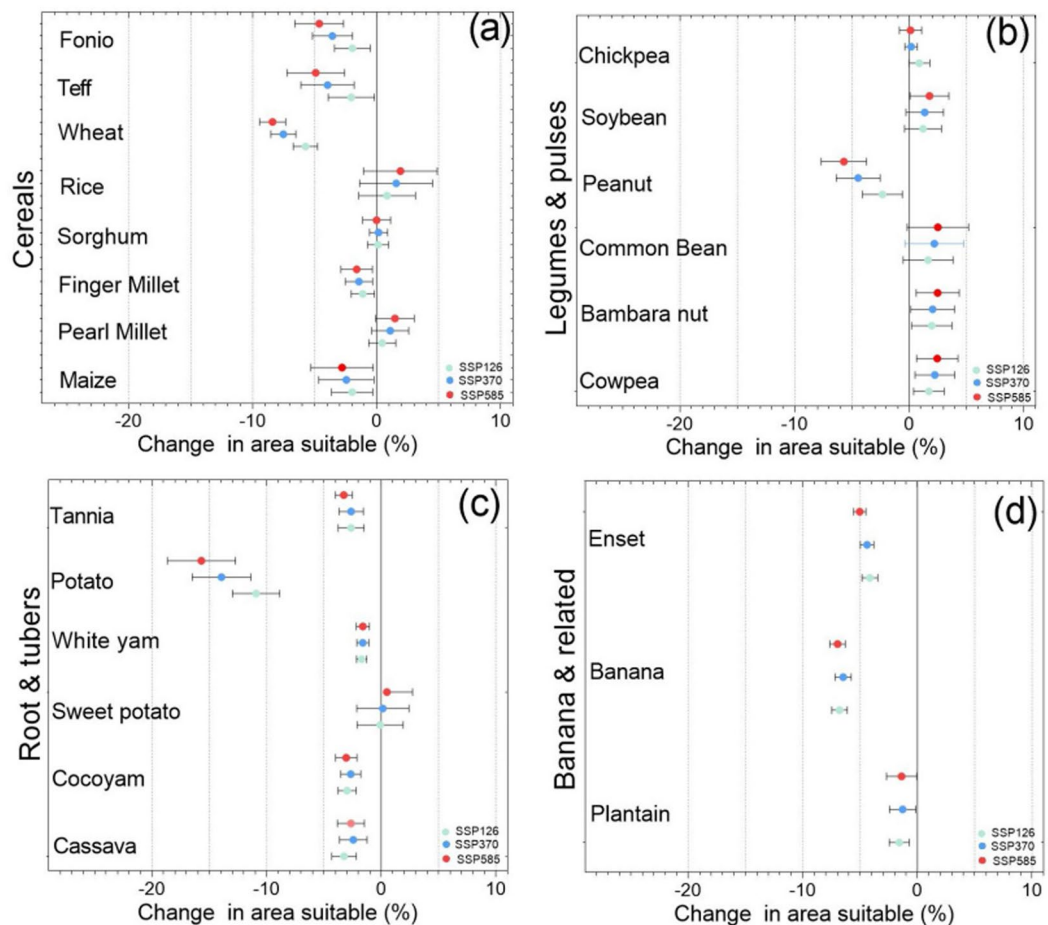 (a)
Cereals
Fonio
Teff
Wheat
Rice
Sorghum
Finger Millet
Pearl Millet
Maize
SSP126
SSP370
SSP585
-20 -10 0 10
Change in area suitable (%)
(b)
Legumes & pulses
Chickpea
Soybean
Peanut
Common Bean
Bambara nut
Cowpea
SSP126
SSP370
SSP585
-20 -10 0 10
Change in area suitable (%)
(c)
Root & tubers
Tannia
Potato
White yam
Sweet potato
Cocoyam
Cassava
SSP126
SSP370
SSP585
-20 -10 0 10
Change in area suitable (%)
(d)
Banana & related
Enset
Banana
Plantain
SSP126
SSP370
SSP585
-20 -10 0 10
Change in area suitable (%)